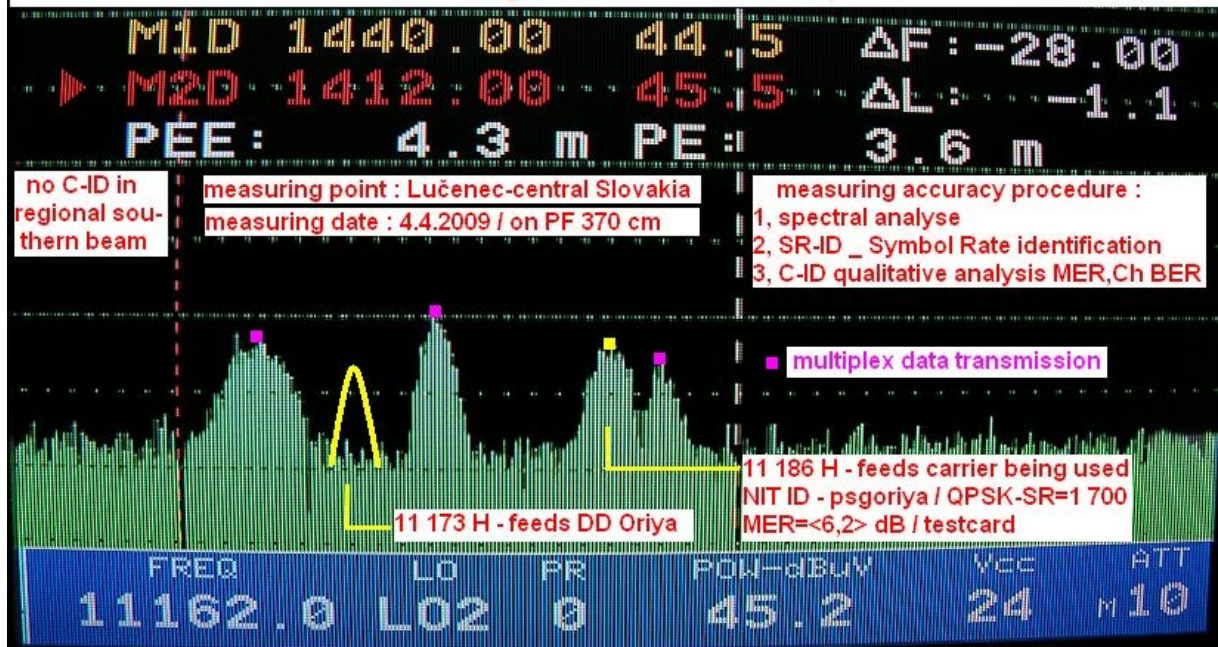 M1D 1440.00 44.5 ΔF:-28.00
M2D 1412.00 45.5 ΔL: -1.1
PEE: 4.3 m PE: 3.6 m
no C-ID in
regional sou-
thern beam
measuring point : Lučenec-central Slovakia
measuring date : 4.4.2009 / on PF 370 cm
measuring accuracy procedure :
1, spectral analyse
2, SR-ID _ Symbol Rate identification
3, C-ID qualitative analysis MER,Ch BER
multiplex data transmission
11 186 H - feeds carrier being used
NIT ID - psgoriya / QPSK-SR=1 700
MER=<6,2> dB / testcard
11 173 H - feeds DD Oriya
FREQ LO PR POW-dBuV Vcc ATT
11162.0 LO2 0 45.2 24 M10